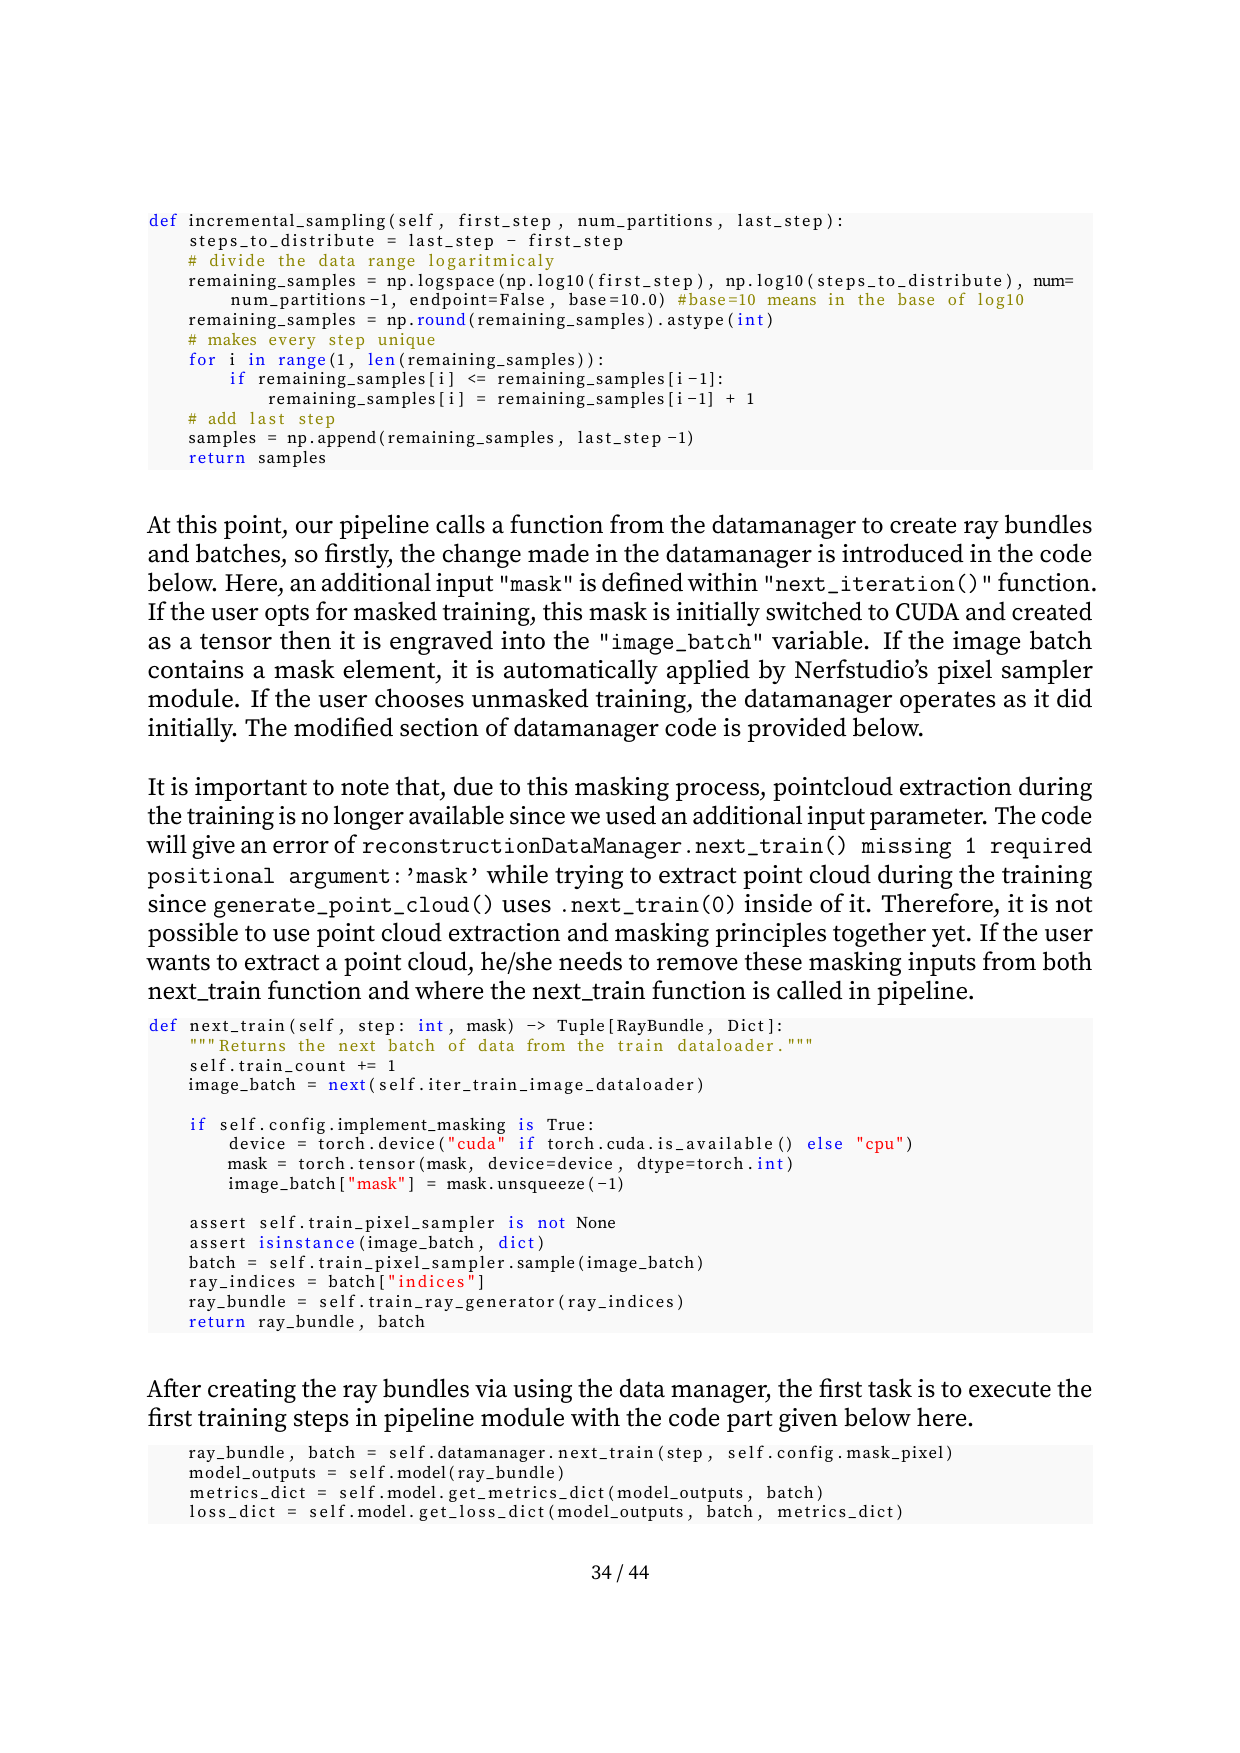 def incremental_sampling(self, first_step, num_partitions, last_step):
    steps_to_distribute = last_step - first_step
    # divide the data range logaritmicaly
    remaining_samples = np.logspace(np.log10(first_step), np.log10(steps_to_distribute), num=
        num_partitions-1, endpoint=False, base=10.0) #base=10 means in the base of log10
    remaining_samples = np.round(remaining_samples).astype(int)
    # makes every step unique
    for i in range(1, len(remaining_samples)):
        if remaining_samples[i] <= remaining_samples[i-1]:
            remaining_samples[i] = remaining_samples[i-1] + 1
    # add last step
    samples = np.append(remaining_samples, last_step-1)
    return samples
At this point, our pipeline calls a function from the datamanager to create ray bundles
and batches, so firstly, the change made in the datamanager is introduced in the code
below. Here, an additional input "mask" is defined within "next_iteration()" function.
If the user opts for masked training, this mask is initially switched to CUDA and created
as a tensor then it is engraved into the "image_batch" variable. If the image batch
contains a mask element, it is automatically applied by Nerfstudio's pixel sampler
module. If the user chooses unmasked training, the datamanager operates as it did
initially. The modified section of datamanager code is provided below.
It is important to note that, due to this masking process, pointcloud extraction during
the training is no longer available since we used an additional input parameter. The code
will give an error of reconstructionDataManager.next_train() missing 1 required
positional argument:’mask’ while trying to extract point cloud during the training
since generate_point_cloud() uses .next_train(0) inside of it. Therefore, it is not
possible to use point cloud extraction and masking principles together yet. If the user
wants to extract a point cloud, he/she needs to remove these masking inputs from both
next_train function and where the next_train function is called in pipeline.
def next_train(self, step: int, mask) -> Tuple[RayBundle, Dict]:
    """Returns the next batch of data from the train dataloader."""
    self.train_count += 1
    image_batch = next(self.iter_train_image_dataloader)
    if self.config.implement_masking is True:
        device = torch.device("cuda" if torch.cuda.is_available() else "cpu")
        mask = torch.tensor(mask, device=device, dtype=torch.int)
        image_batch["mask"] = mask.unsqueeze(-1)
    assert self.train_pixel_sampler is not None
    assert isinstance(image_batch, dict)
    batch = self.train_pixel_sampler.sample(image_batch)
    ray_indices = batch["indices"]
    ray_bundle = self.train_ray_generator(ray_indices)
    return ray_bundle, batch
After creating the ray bundles via using the data manager, the first task is to execute the
first training steps in pipeline module with the code part given below here.
    ray_bundle, batch = self.datamanager.next_train(step, self.config.mask_pixel)
    model_outputs = self.model(ray_bundle)
    metrics_dict = self.model.get_metrics_dict(model_outputs, batch)
    loss_dict = self.model.get_loss_dict(model_outputs, batch, metrics_dict)
34 / 44